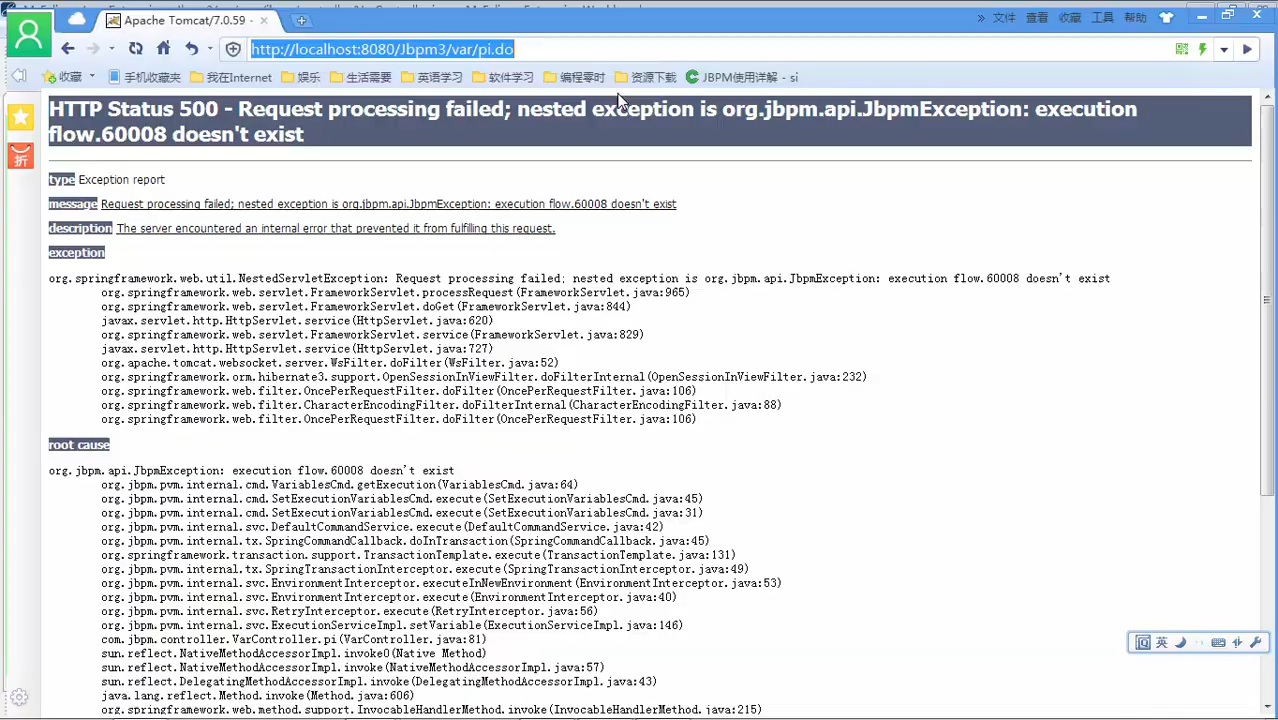 Apache Tomcat/7.0.59 -
文件 查看 收藏 工具 帮助
http://localhost:8080/Jbpm3/var/pi.do
收藏 手机收藏夹 我在Internet 娱乐 生活需要 英语学习 软件学习 编程零时 资源下载 JBPM使用详解 - si
HTTP Status 500 - Request processing failed; nested exception is org.jbpm.api.JbpmException: execution
flow.60008 doesn't exist
折
type Exception report
message Request processing failed; nested exception is org.jbpm.api.JbpmException: execution flow.60008 doesn't exist
description The server encountered an internal error that prevented it from fulfilling this request.
exception
org.springframework.web.util.NestedServletException: Request processing failed; nested exception is org.jbpm.api.JbpmException: execution flow.60008 doesn't exist
org.springframework.web.servlet.FrameworkServlet.processRequest(FrameworkServlet.java:965)
org.springframework.web.servlet.FrameworkServlet.doGet(FrameworkServlet.java:844)
javax.servlet.http.HttpServlet.service(HttpServlet.java:620)
org.springframework.web.servlet.FrameworkServlet.service(FrameworkServlet.java:829)
javax.servlet.http.HttpServlet.service(HttpServlet.java:727)
org.apache.tomcat.websocket.server.WsFilter.doFilter(WsFilter.java:52)
org.springframework.orm.hibernate3.support.OpenSessionInViewFilter.doFilterInternal(OpenSessionInViewFilter.java:232)
org.springframework.web.filter.OncePerRequestFilter.doFilter(OncePerRequestFilter.java:106)
org.springframework.web.filter.CharacterEncodingFilter.doFilterInternal(CharacterEncodingFilter.java:88)
org.springframework.web.filter.OncePerRequestFilter.doFilter(OncePerRequestFilter.java:106)
root cause
org.jbpm.api.JbpmException: execution flow.60008 doesn't exist
org.jbpm.pvm.internal.cmd.VariablesCmd.getExecution(VariablesCmd.java:64)
org.jbpm.pvm.internal.cmd.SetExecutionVariablesCmd.execute(SetExecutionVariablesCmd.java:45)
org.jbpm.pvm.internal.cmd.SetExecutionVariablesCmd.execute(SetExecutionVariablesCmd.java:31)
org.jbpm.pvm.internal.svc.DefaultCommandService.execute(DefaultCommandService.java:42)
org.jbpm.pvm.internal.tx.SpringCommandCallback.doInTransaction(SpringCommandCallback.java:45)
org.springframework.transaction.support.TransactionTemplate.execute(TransactionTemplate.java:131)
org.jbpm.pvm.internal.tx.SpringTransactionInterceptor.execute(SpringTransactionInterceptor.java:49)
org.jbpm.pvm.internal.svc.EnvironmentInterceptor.executeInNewEnvironment(EnvironmentInterceptor.java:53)
org.jbpm.pvm.internal.svc.EnvironmentInterceptor.execute(EnvironmentInterceptor.java:40)
org.jbpm.pvm.internal.svc.RetryInterceptor.execute(RetryInterceptor.java:56)
org.jbpm.pvm.internal.svc.ExecutionServiceImpl.setVariable(ExecutionServiceImpl.java:146)
com.jbpm.controller.VarController.pi(VarController.java:81)
英
sun.reflect.NativeMethodAccessorImpl.invoke0(Native Method)
sun.reflect.NativeMethodAccessorImpl.invoke(NativeMethodAccessorImpl.java:57)
sun.reflect.DelegatingMethodAccessorImpl.invoke(DelegatingMethodAccessorImpl.java:43)
java.lang.reflect.Method.invoke(Method.java:606)
org.springframework.web.method.support.InvocableHandlerMethod.invoke(InvocableHandlerMethod.java:215)